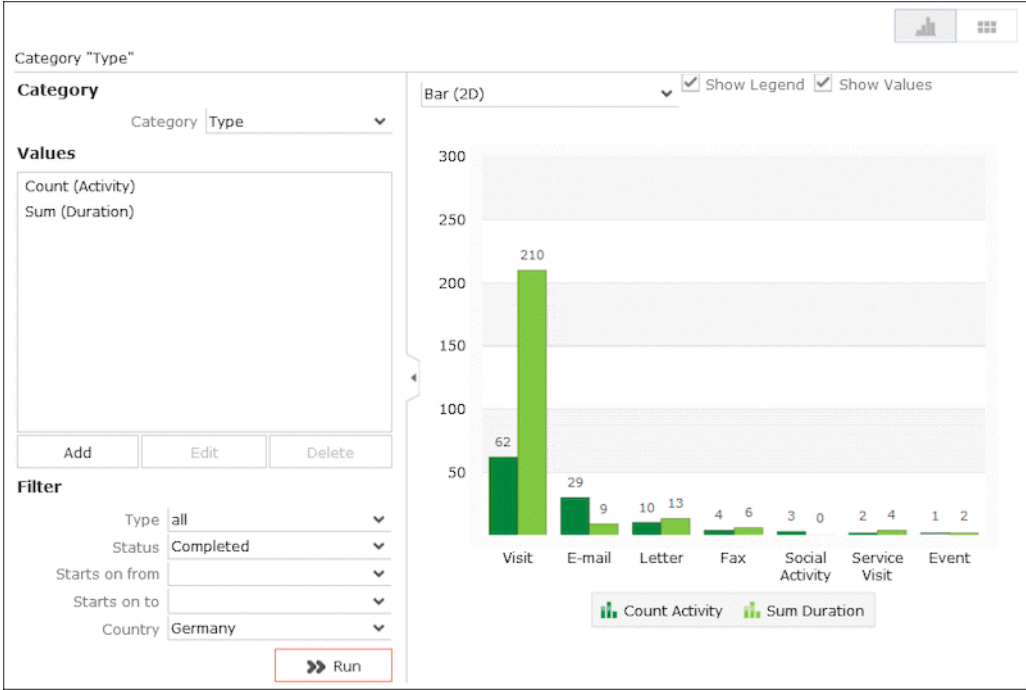 Category "Type"
Category
Category Type
Values
Count (Activity)
Sum (Duration)
Add Edit Delete
Filter
Type all
Status Completed
Starts on from
Starts on to
Country Germany
Run
Bar (2D) Show Legend Show Values
300
250
200
150
100
50
210
62
29
9
10 13
4 6
3 0
2 4
1 2
Visit E-mail Letter Fax Social Activity Service Visit Event
Count Activity Sum Duration